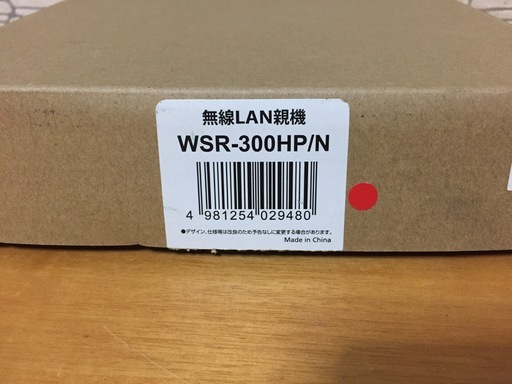 無線LAN親機
WSR-300HP/N
4 981254 029480
●デザイン、仕様等は改良のため予告なしに変更する場合があります。
Made in China